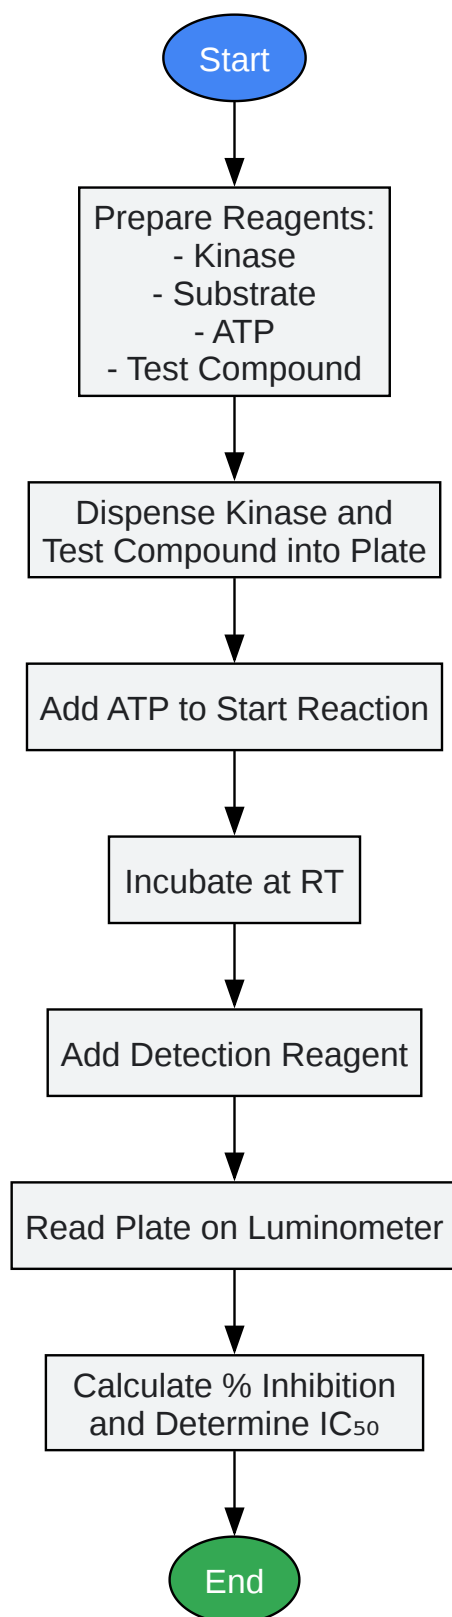 Start
Prepare Reagents:
- Kinase
- Substrate
- ATP
- Test Compound
Dispense Kinase and
Test Compound into Plate
Add ATP to Start Reaction
Incubate at RT
Add Detection Reagent
Read Plate on Luminometer
Calculate % Inhibition
and Determine IC₅₀
End